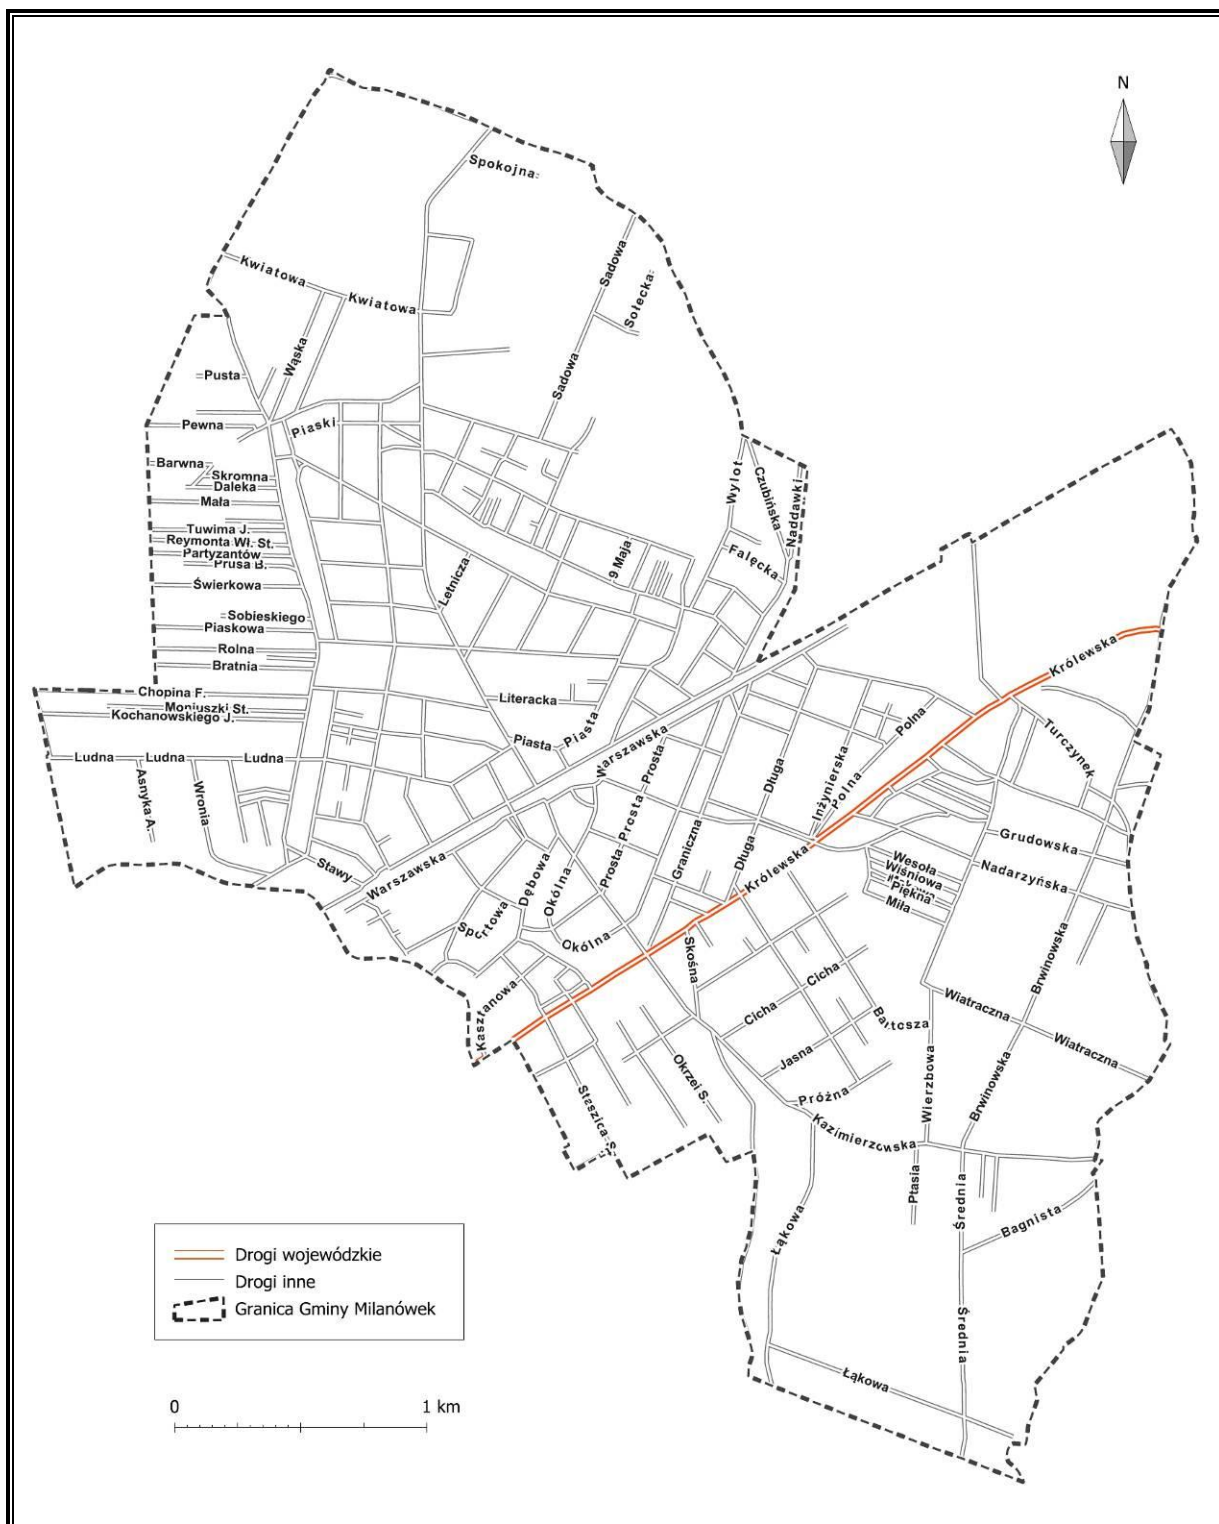 N
Spokojna
Kwiatowa
Kwiatowa
Sadowa
Sołecka
Wąska
Sadowa
Pusta
Piaski
Pewna
Barwna
Skromna
Daleka
Mała
Wylot
Czubińska
Naddawki
Tuwima J.
Reymonta Wł. St.
Partyzantów
Prusa B.
Falęcka
9 Maja
Letnicza
Świerkowa
Sobieskiego
Piaskowa
Rolna
Bratnia
Królewska
Chopina F.
Moniuszki St.
Kochanowskiego J.
Literacka
Piasta
Piasta
Polna
Turczynek
Warszawska
Prosta
Długa
Inżynierska
Polna
Ludna
Ludna
Ludna
Asnyka A.
Wronia
Prosta
Prosta
Graniczna
Długa
Królewska
Grudowska
Nadarzyńska
Wesoła
Wiśniowa
Piękna
Miła
Stawy
Warszawska
Dębowa
Okólna
Sportowa
Okólna
Skośna
Brwinowska
Kasztanowa
Cicha
Cicha
Bartosza
Wiatraczna
Wiatraczna
Jasna
Okrzei S.
Próżna
Wierzbowa
Brwinowska
Staszica S.
Kazimierzowska
Ptasia
Średnia
Bagnista
Łąkowa
Średnia
Łąkowa
Drogi wojewódzkie
Drogi inne
Granica Gminy Milanówek
0 1 km